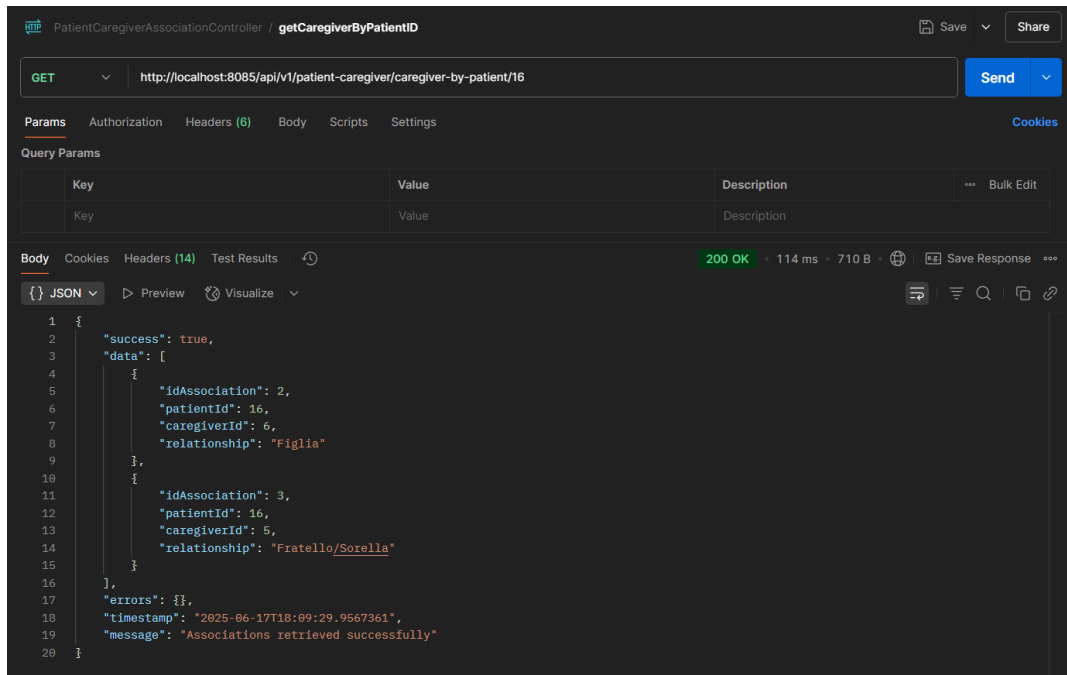 HTTP PatientCaregiverAssociationController / getCaregiverByPatientID Save Share
GET http://localhost:8085/api/v1/patient-caregiver/caregiver-by-patient/16 Send
Params Authorization Headers (6) Body Scripts Settings Cookies
Query Params
Key Value Description Bulk Edit
Key Value Description
Body Cookies Headers (14) Test Results 200 OK • 114 ms • 710 B • e.g. Save Response
{} JSON Preview Visualize
1 {
2 "success": true,
3 "data": [
4 {
5 "idAssociation": 2,
6 "patientId": 16,
7 "caregiverId": 6,
8 "relationship": "Figlia"
9 },
10 {
11 "idAssociation": 3,
12 "patientId": 16,
13 "caregiverId": 5,
14 "relationship": "Fratello/Sorella"
15 }
16 ],
17 "errors": {},
18 "timestamp": "2025-06-17T18:09:29.9567361",
19 "message": "Associations retrieved successfully"
20 }